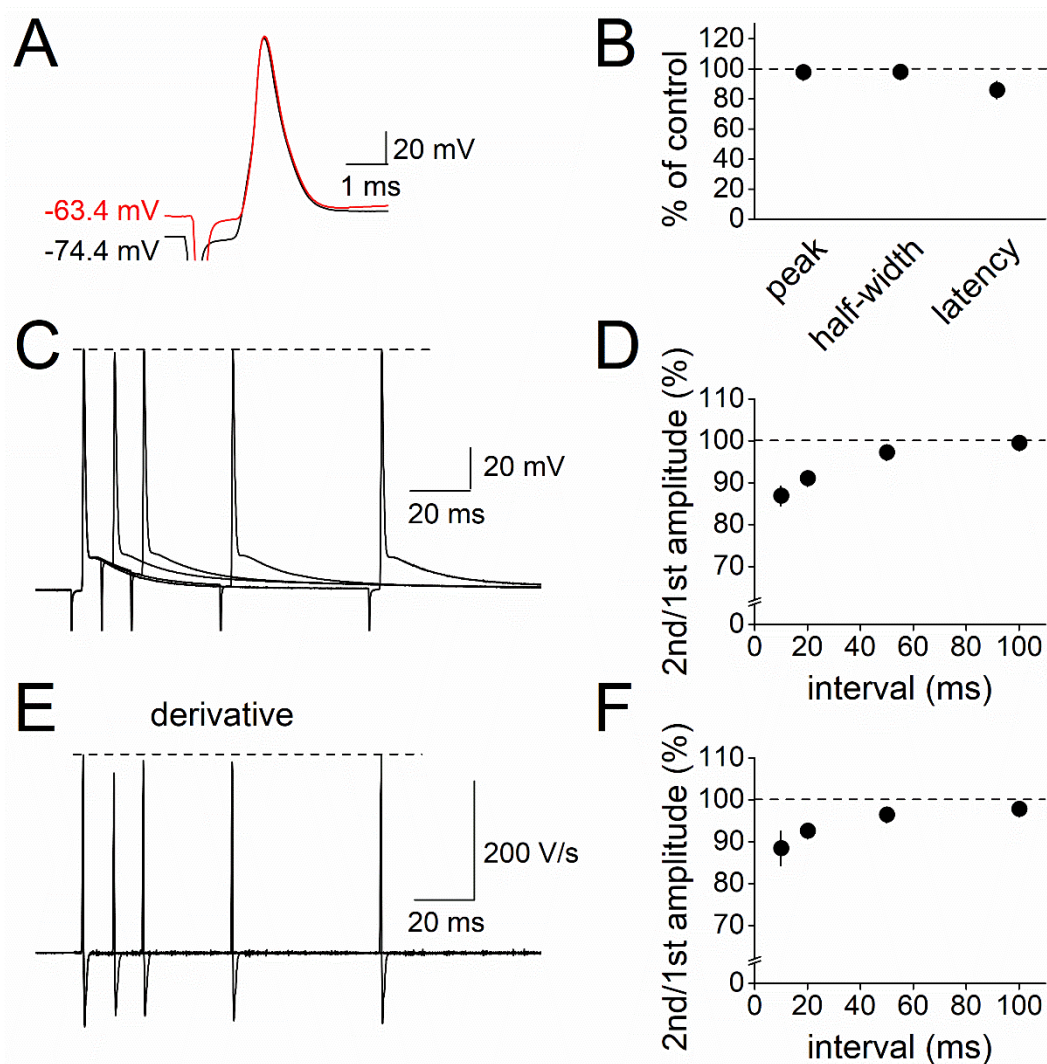 A
20 mV
1 ms
-63.4 mV
-74.4 mV
B
% of control
120
100
80
60
40
20
0
peak
half-width
latency
C
20 mV
20 ms
D
2nd/1st amplitude (%)
110
100
90
80
70
0
0 20 40 60 80 100
interval (ms)
E
derivative
200 V/s
20 ms
F
2nd/1st amplitude (%)
110
100
90
80
70
0
0 20 40 60 80 100
interval (ms)